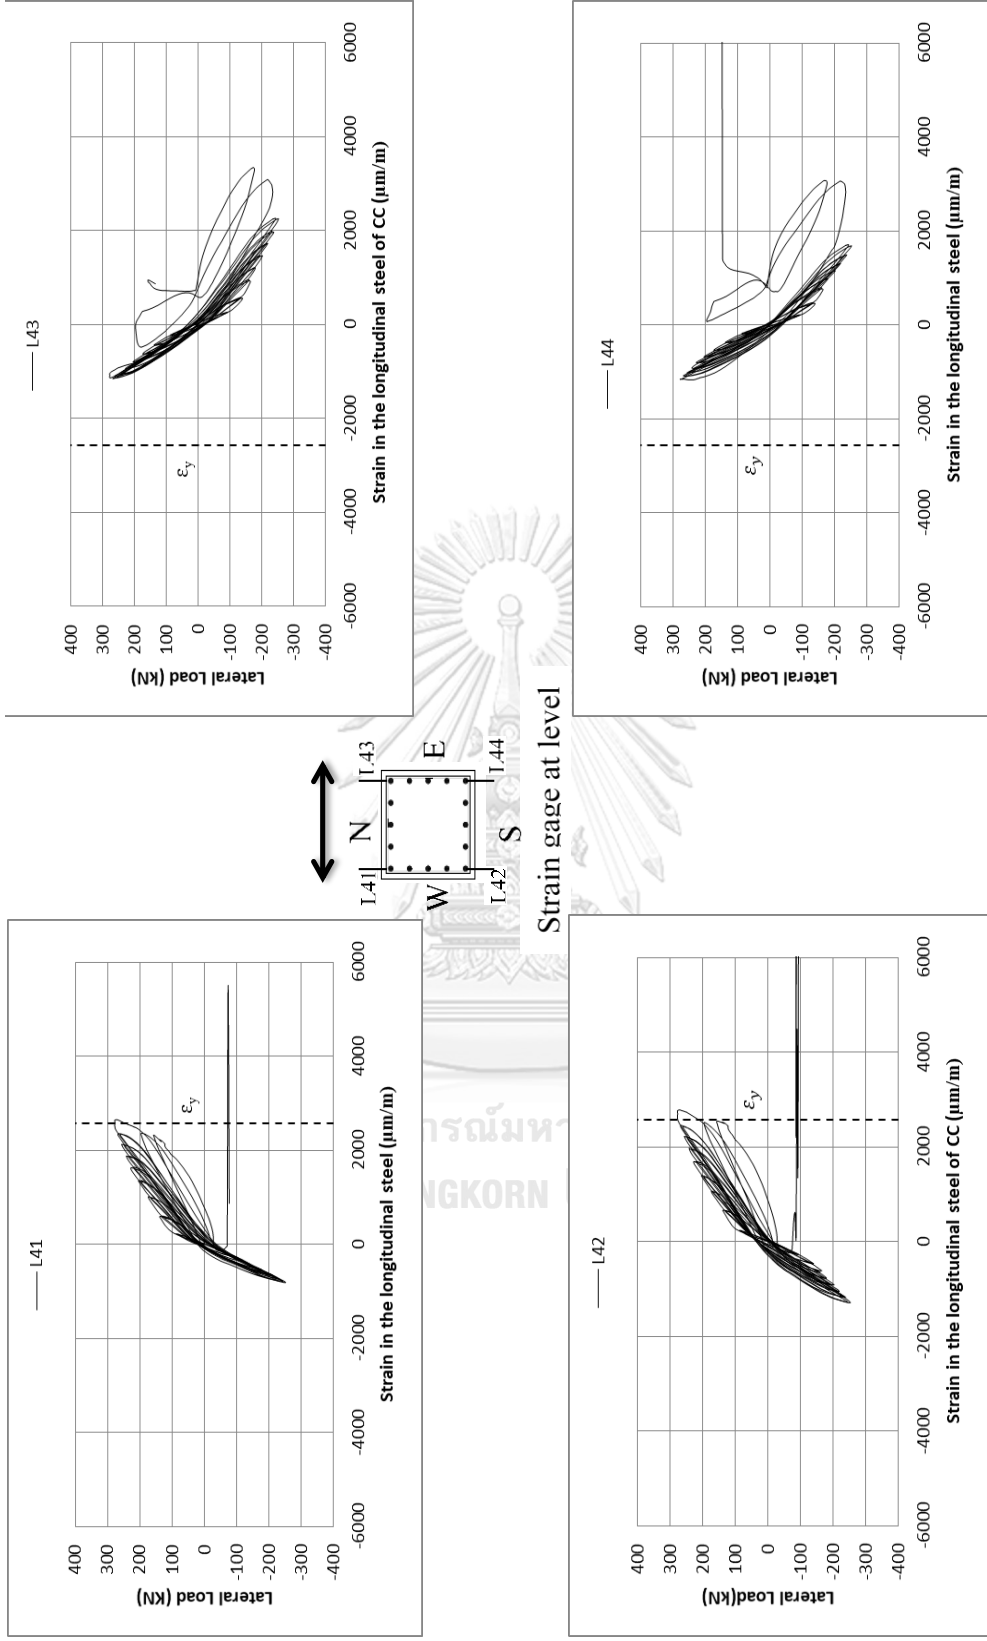 L41
400
300
200
100
0
-100
-200
-300
-400
Lateral Load (kN)
-6000 -4000 -2000 0 2000 4000 6000
Strain in the longitudinal steel (μm/m)
εy
L43
400
300
200
100
0
-100
-200
-300
-400
Lateral Load (kN)
-6000 -4000 -2000 0 2000 4000 6000
Strain in the longitudinal steel of CC (μm/m)
εy
L41 N L43
W E
L42 S L44
Strain gage at level
L42
400
300
200
100
0
-100
-200
-300
-400
Lateral Load(kN)
-6000 -4000 -2000 0 2000 4000 6000
Strain in the longitudinal steel of CC (μm/m)
εy
L44
400
300
200
100
0
-100
-200
-300
-400
Lateral Load (kN)
-6000 -4000 -2000 0 2000 4000 6000
Strain in the longitudinal steel (μm/m)
εy
NGKORN